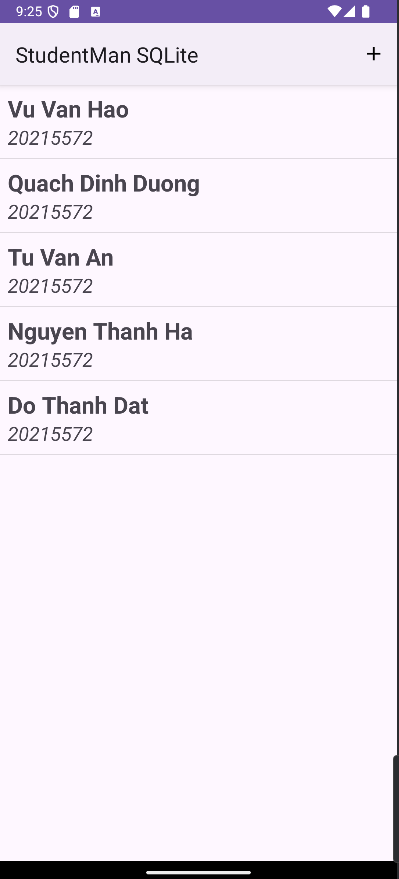 9:25
StudentMan SQLite +
Vu Van Hao
20215572
Quach Dinh Duong
20215572
Tu Van An
20215572
Nguyen Thanh Ha
20215572
Do Thanh Dat
20215572